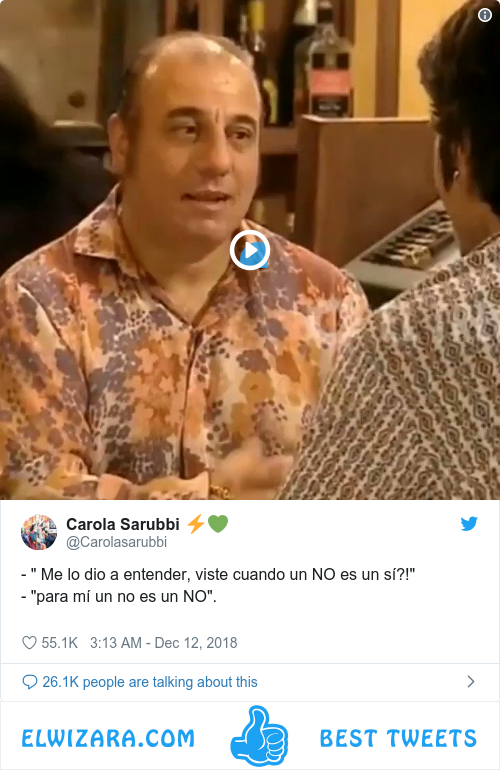 Carola Sarubbi ⚡💚
@Carolasarubbi
- " Me lo dio a entender, viste cuando un NO es un sí?!"
- "para mí un no es un NO".
55.1K 3:13 AM - Dec 12, 2018
26.1K people are talking about this
ELWIZARA.COM BEST TWEETS